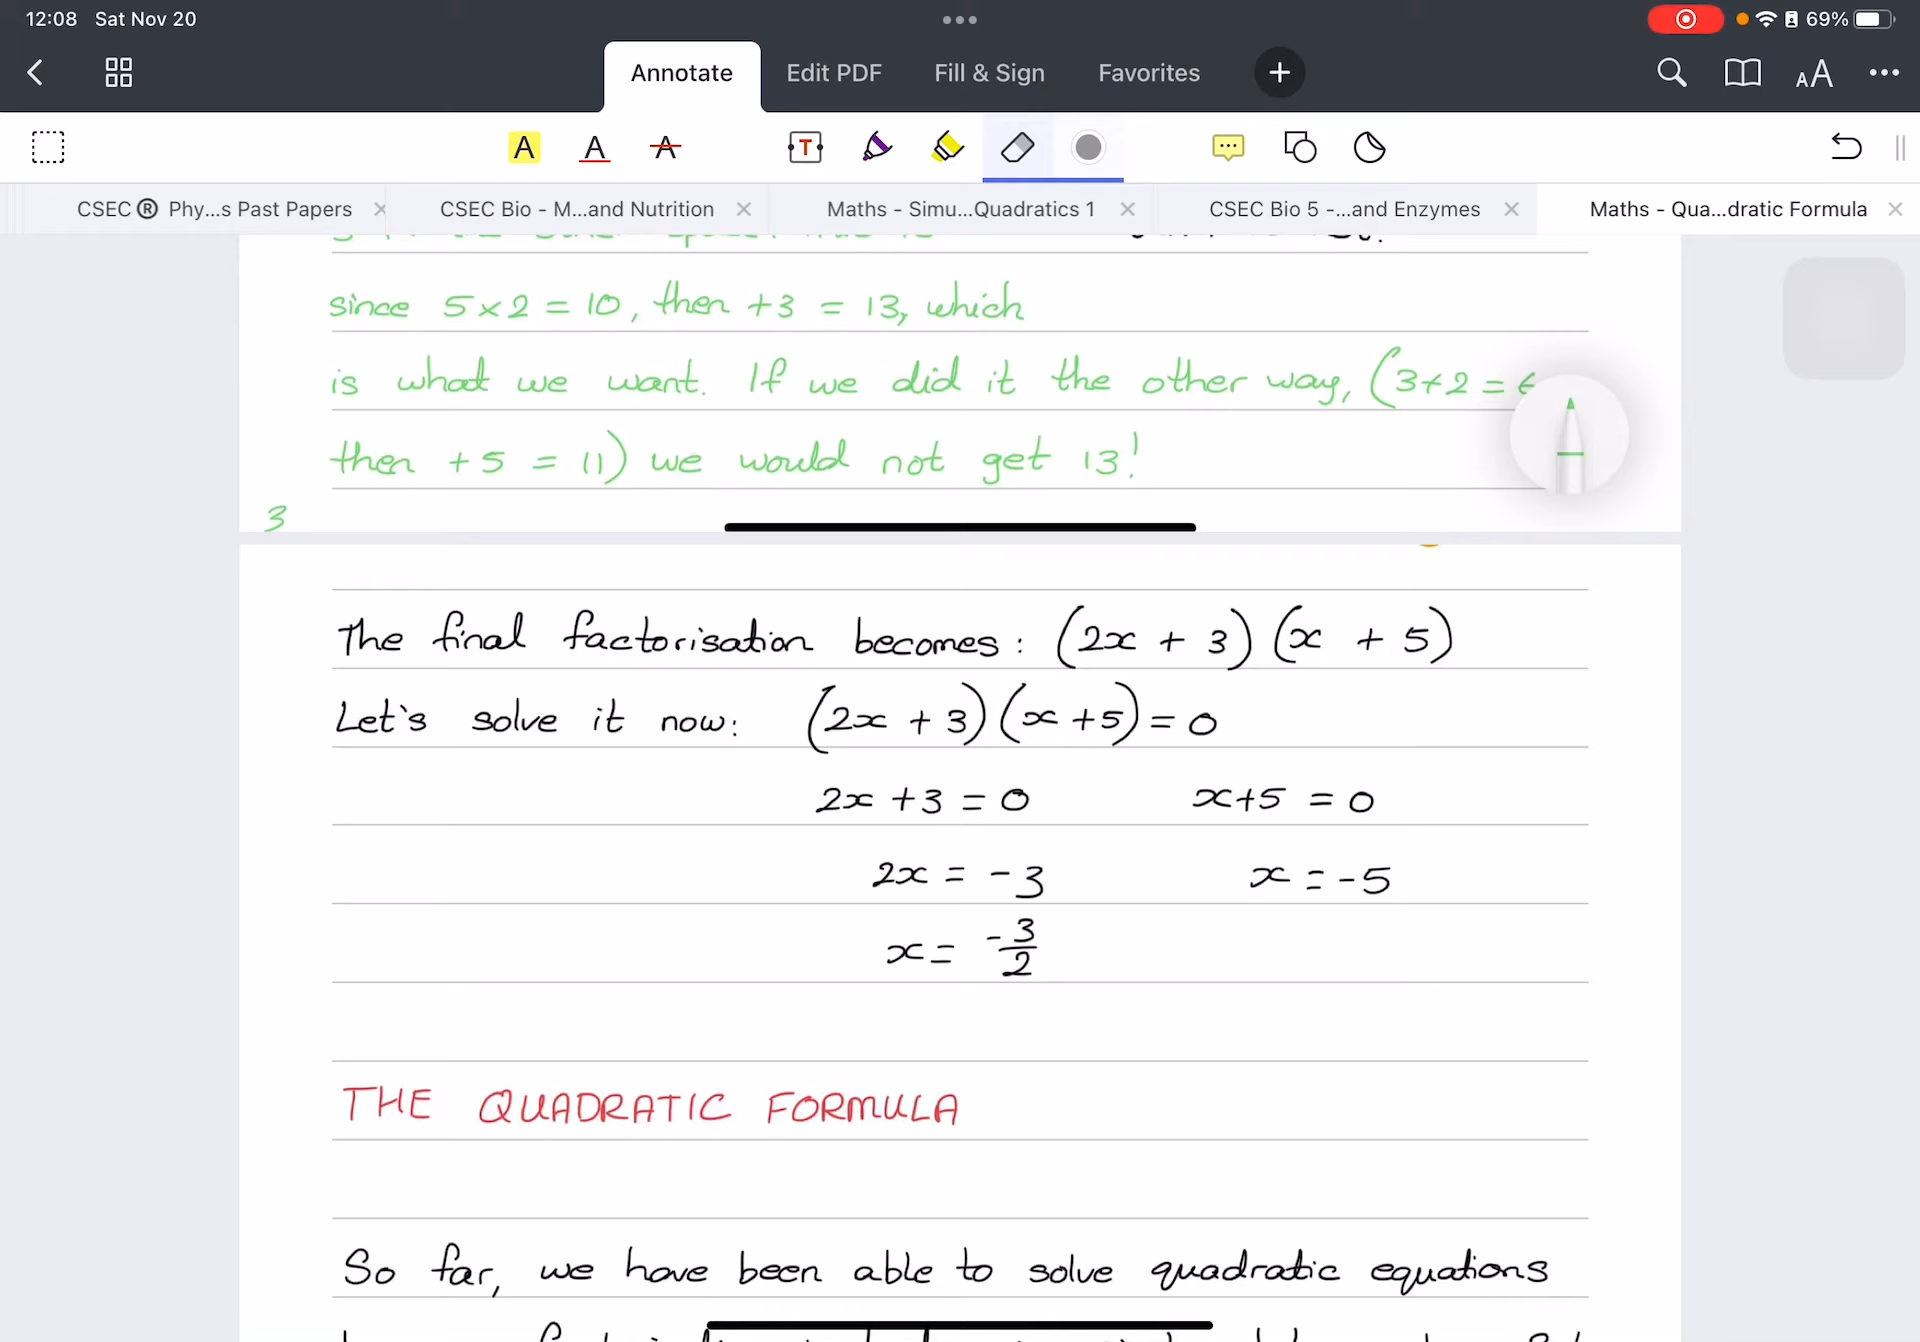 12:08 Sat Nov 20
69%
Annotate Edit PDF Fill & Sign Favorites
CSEC® Phy...s Past Papers CSEC Bio - M...and Nutrition Maths - Simu...Quadratics 1 CSEC Bio 5 -...and Enzymes Maths - Qua...dratic Formula
since 5 x 2 = 10, then +3 = 13, which
is what we want. If we did it the other way, (3+2 =
then +5 = 11) we would not get 13!
3
The final factorisation becomes: (2x + 3) (x + 5)
Let's solve it now: (2x + 3) (x +5) = 0
2x +3 = 0 x+5 = 0
2x = -3 x = -5
x = -3/2
THE QUADRATIC FORMULA
So far, we have been able to solve quadratic equations